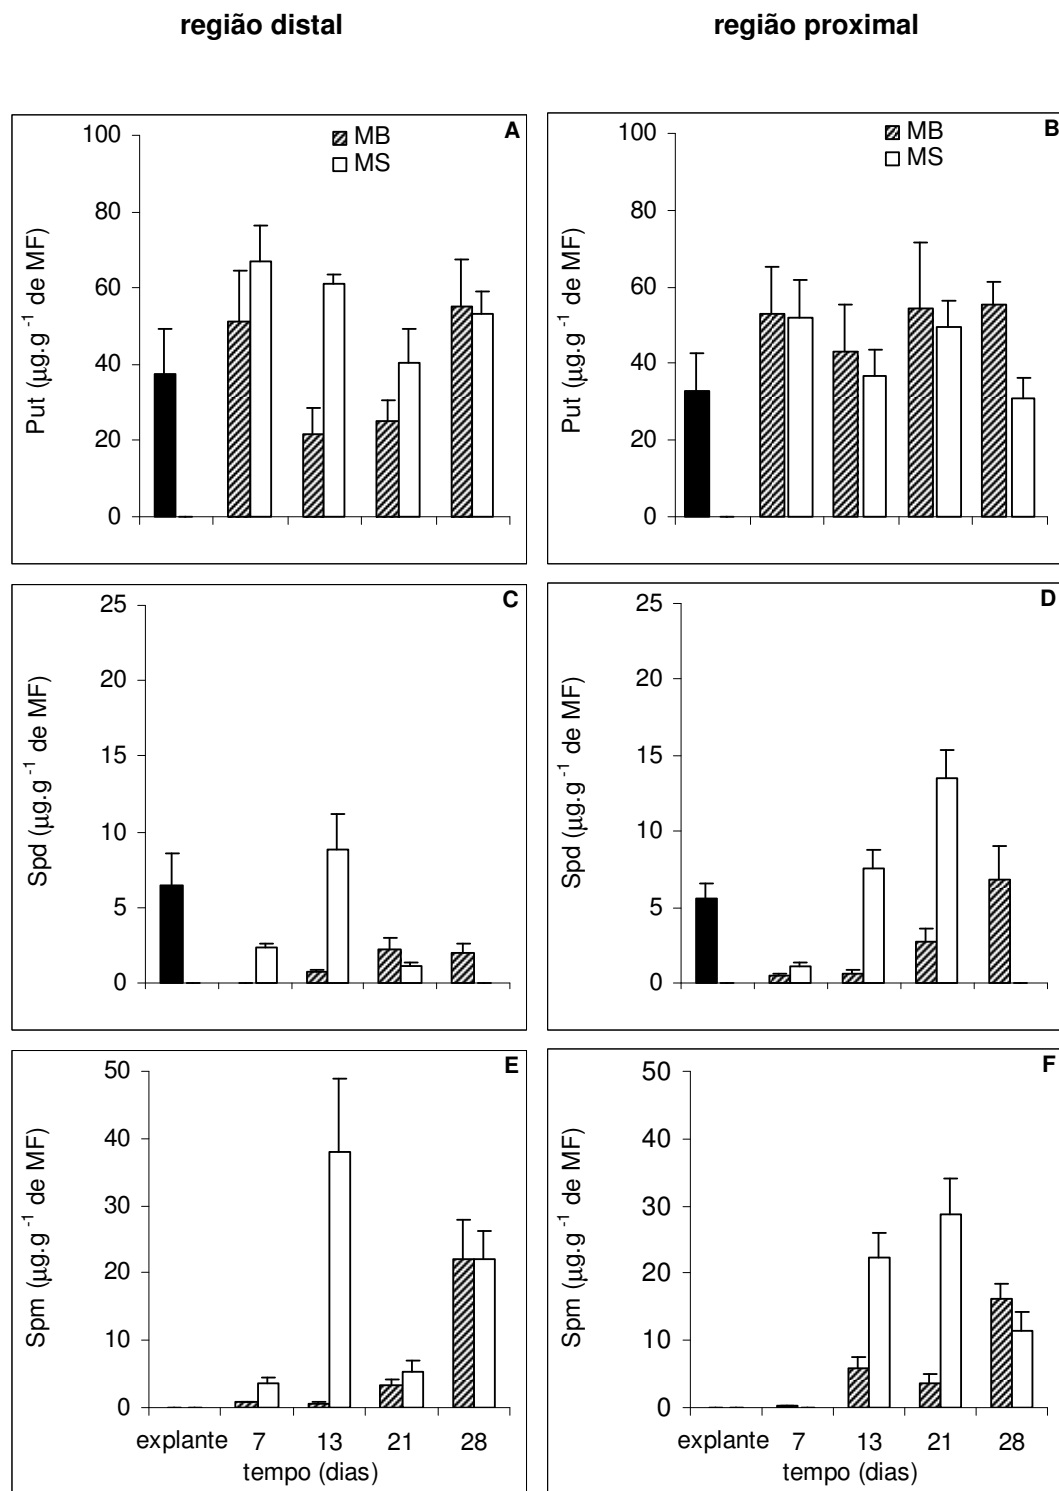 região distal
região proximal
A
MB
MS
100
80
60
40
20
0
Put (µg.g⁻¹ de MF)
B
MB
MS
100
80
60
40
20
0
Put (µg.g⁻¹ de MF)
C
25
20
15
10
5
0
Spd (µg.g⁻¹ de MF)
D
25
20
15
10
5
0
Spd (µg.g⁻¹ de MF)
E
50
40
30
20
10
0
Spm (µg.g⁻¹ de MF)
explante 7 13 21 28
tempo (dias)
F
50
40
30
20
10
0
Spm (µg.g⁻¹ de MF)
explante 7 13 21 28
tempo (dias)